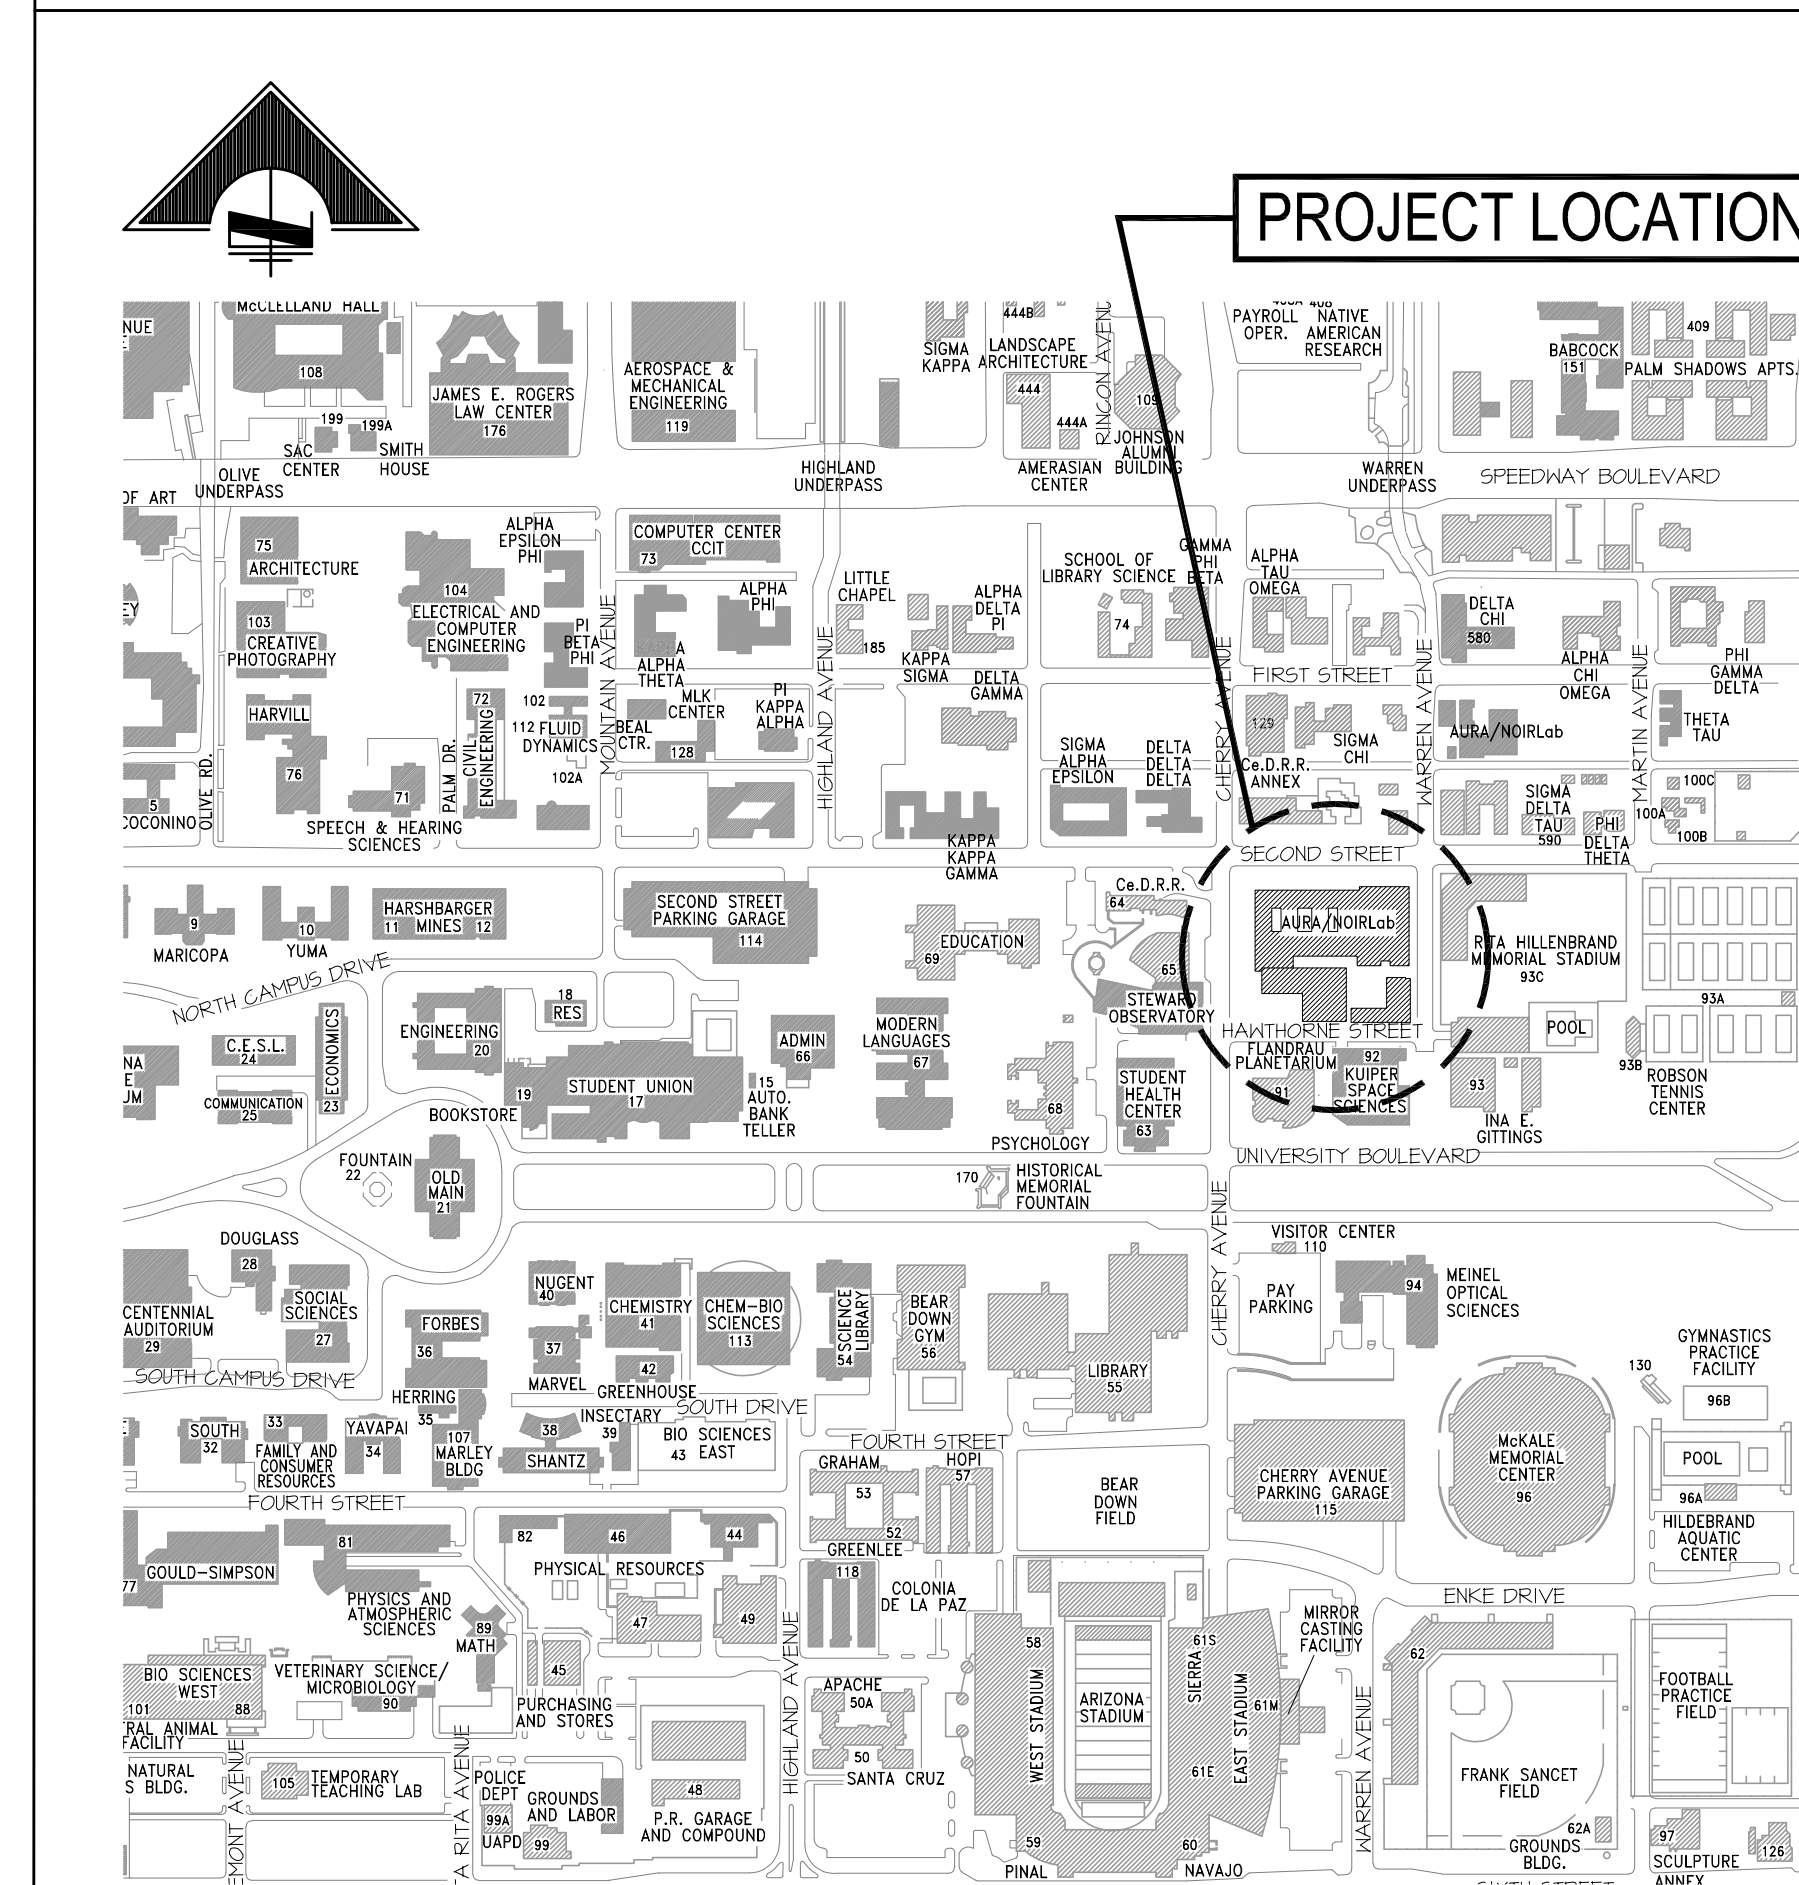 PROJECT LOCATION
McCLELLAND HALL
108
199
199A
SAC
CENTER
SMITH
HOUSE
JAMES E. ROGERS
LAW CENTER
176
AEROSPACE &
MECHANICAL
ENGINEERING
119
SIGMA
KAPPA
444B
LANDSCAPE
ARCHITECTURE
444
444A
AMERASIAN
CENTER
109
JOHNSON
ALUMNI
BUILDING
PAYROLL
OPER.
408
NATIVE
AMERICAN
RESEARCH
BABCOCK
151
409
PALM SHADOWS APTS.
OLIVE
UNDERPASS
HIGHLAND
UNDERPASS
WARREN
UNDERPASS
SPEEDWAY BOULEVARD
OF ART
75
ARCHITECTURE
ALPHA
EPSILON
PHI
104
ELECTRICAL AND
COMPUTER
ENGINEERING
COMPUTER CENTER
CCIT
73
103
CREATIVE
PHOTOGRAPHY
PI
BETA
PHI
KAPPA
ALPHA
THETA
ALPHA
PHI
LITTLE
CHAPEL
185
ALPHA
DELTA
PI
KAPPA
SIGMA
SCHOOL OF
LIBRARY SCIENCE
74
GAMMA
PHI
BETA
ALPHA
TAU
OMEGA
DELTA
CHI
580
ALPHA
CHI
OMEGA
PHI
GAMMA
DELTA
FIRST STREET
HARVILL
76
72
CIVIL
ENGINEERING
102
112 FLUID
DYNAMICS
102A
MOUNTAIN AVENUE
BEAL
CTR.
MLK
CENTER
128
PI
KAPPA
ALPHA
HIGHLAND AVENUE
DELTA
GAMMA
SIGMA
ALPHA
EPSILON
DELTA
DELTA
DELTA
CHERRY AVENUE
129
Ce.D.R.R.
ANNEX
SIGMA
CHI
WARREN AVENUE
AURA/NOIRLab
MARTIN AVENUE
THETA
TAU
5
COCONINO
OLIVE RD.
71
SPEECH & HEARING
SCIENCES
PALM DR.
KAPPA
KAPPA
GAMMA
SIGMA
DELTA
TAU
590
PHI
DELTA
THETA
100C
100A
100B
SECOND STREET
9
MARICOPA
10
YUMA
HARSHBARGER
11 MINES 12
SECOND STREET
PARKING GARAGE
114
EDUCATION
69
Ce.D.R.R.
64
65
STEWARD
OBSERVATORY
AURA/NOIRLab
RITA HILLENBRAND
MEMORIAL STADIUM
93C
93A
NORTH CAMPUS DRIVE
HAWTHORNE STREET
C.E.S.L.
24
ECONOMICS
23
COMMUNICATION
25
ENGINEERING
20
18
RES
19
BOOKSTORE
STUDENT UNION
17
15
AUTO.
BANK
TELLER
ADMIN
66
MODERN
LANGUAGES
67
68
PSYCHOLOGY
STUDENT
HEALTH
CENTER
63
FLANDRAU
PLANETARIUM
91
92
KUIPER
SPACE
SCIENCES
93
INA E.
GITTINGS
POOL
93B
ROBSON
TENNIS
CENTER
UNIVERSITY BOULEVARD
FOUNTAIN
22
OLD
MAIN
21
170
HISTORICAL
MEMORIAL
FOUNTAIN
CHERRY AVENUE
VISITOR CENTER
110
PAY
PARKING
94
MEINEL
OPTICAL
SCIENCES
DOUGLASS
28
SOCIAL
SCIENCES
27
CENTENNIAL
AUDITORIUM
29
SOUTH CAMPUS DRIVE
FORBES
36
HERRING
35
NUGENT
40
37
MARVEL
CHEMISTRY
41
42
GREENHOUSE
CHEM-BIO
SCIENCES
113
SOUTH DRIVE
SCIENCE
LIBRARY
54
BEAR
DOWN
GYM
56
LIBRARY
55
GYMNASTICS
PRACTICE
FACILITY
130
96B
POOL
96A
HILDEBRAND
AQUATIC
CENTER
McKALE
MEMORIAL
CENTER
96
SOUTH
32
33
FAMILY AND
CONSUMER
RESOURCES
YAVAPAI
34
107
MARLEY
BLDG
38
SHANTZ
INSECTARY
39
BIO SCIENCES
43 EAST
FOURTH STREET
GRAHAM
53
52
GREENLEE
HOPI
57
BEAR
DOWN
FIELD
CHERRY AVENUE
PARKING GARAGE
115
FOURTH STREET
77
GOULD-SIMPSON
81
PHYSICS AND
ATMOSPHERIC
SCIENCES
82
46
44
PHYSICAL RESOURCES
47
49
118
COLONIA
DE LA PAZ
ENKE DRIVE
MIRROR
CASTING
FACILITY
89
MATH
45
PURCHASING
AND STORES
BIO SCIENCES
WEST
101
88
VETERINARY SCIENCE/
MICROBIOLOGY
90
RAL ANIMAL
FACILITY
NATURAL
S BLDG.
EMONT AVENUE
105
TEMPORARY
TEACHING LAB
A RITA AVENUE
POLICE
DEPT
99A
UAPD
99
GROUNDS
AND LABOR
48
P.R. GARAGE
AND COMPOUND
HIGHLAND AVENUE
APACHE
50A
50
SANTA CRUZ
58
WEST STADIUM
59
PINAL
ARIZONA
STADIUM
61S
SIERRA
61E
EAST STADIUM
61M
60
NAVAJO
WARREN AVENUE
62
FRANK SANCET
FIELD
62A
GROUNDS
BLDG.
FOOTBALL
PRACTICE
FIELD
97
SCULPTURE
ANNEX
126